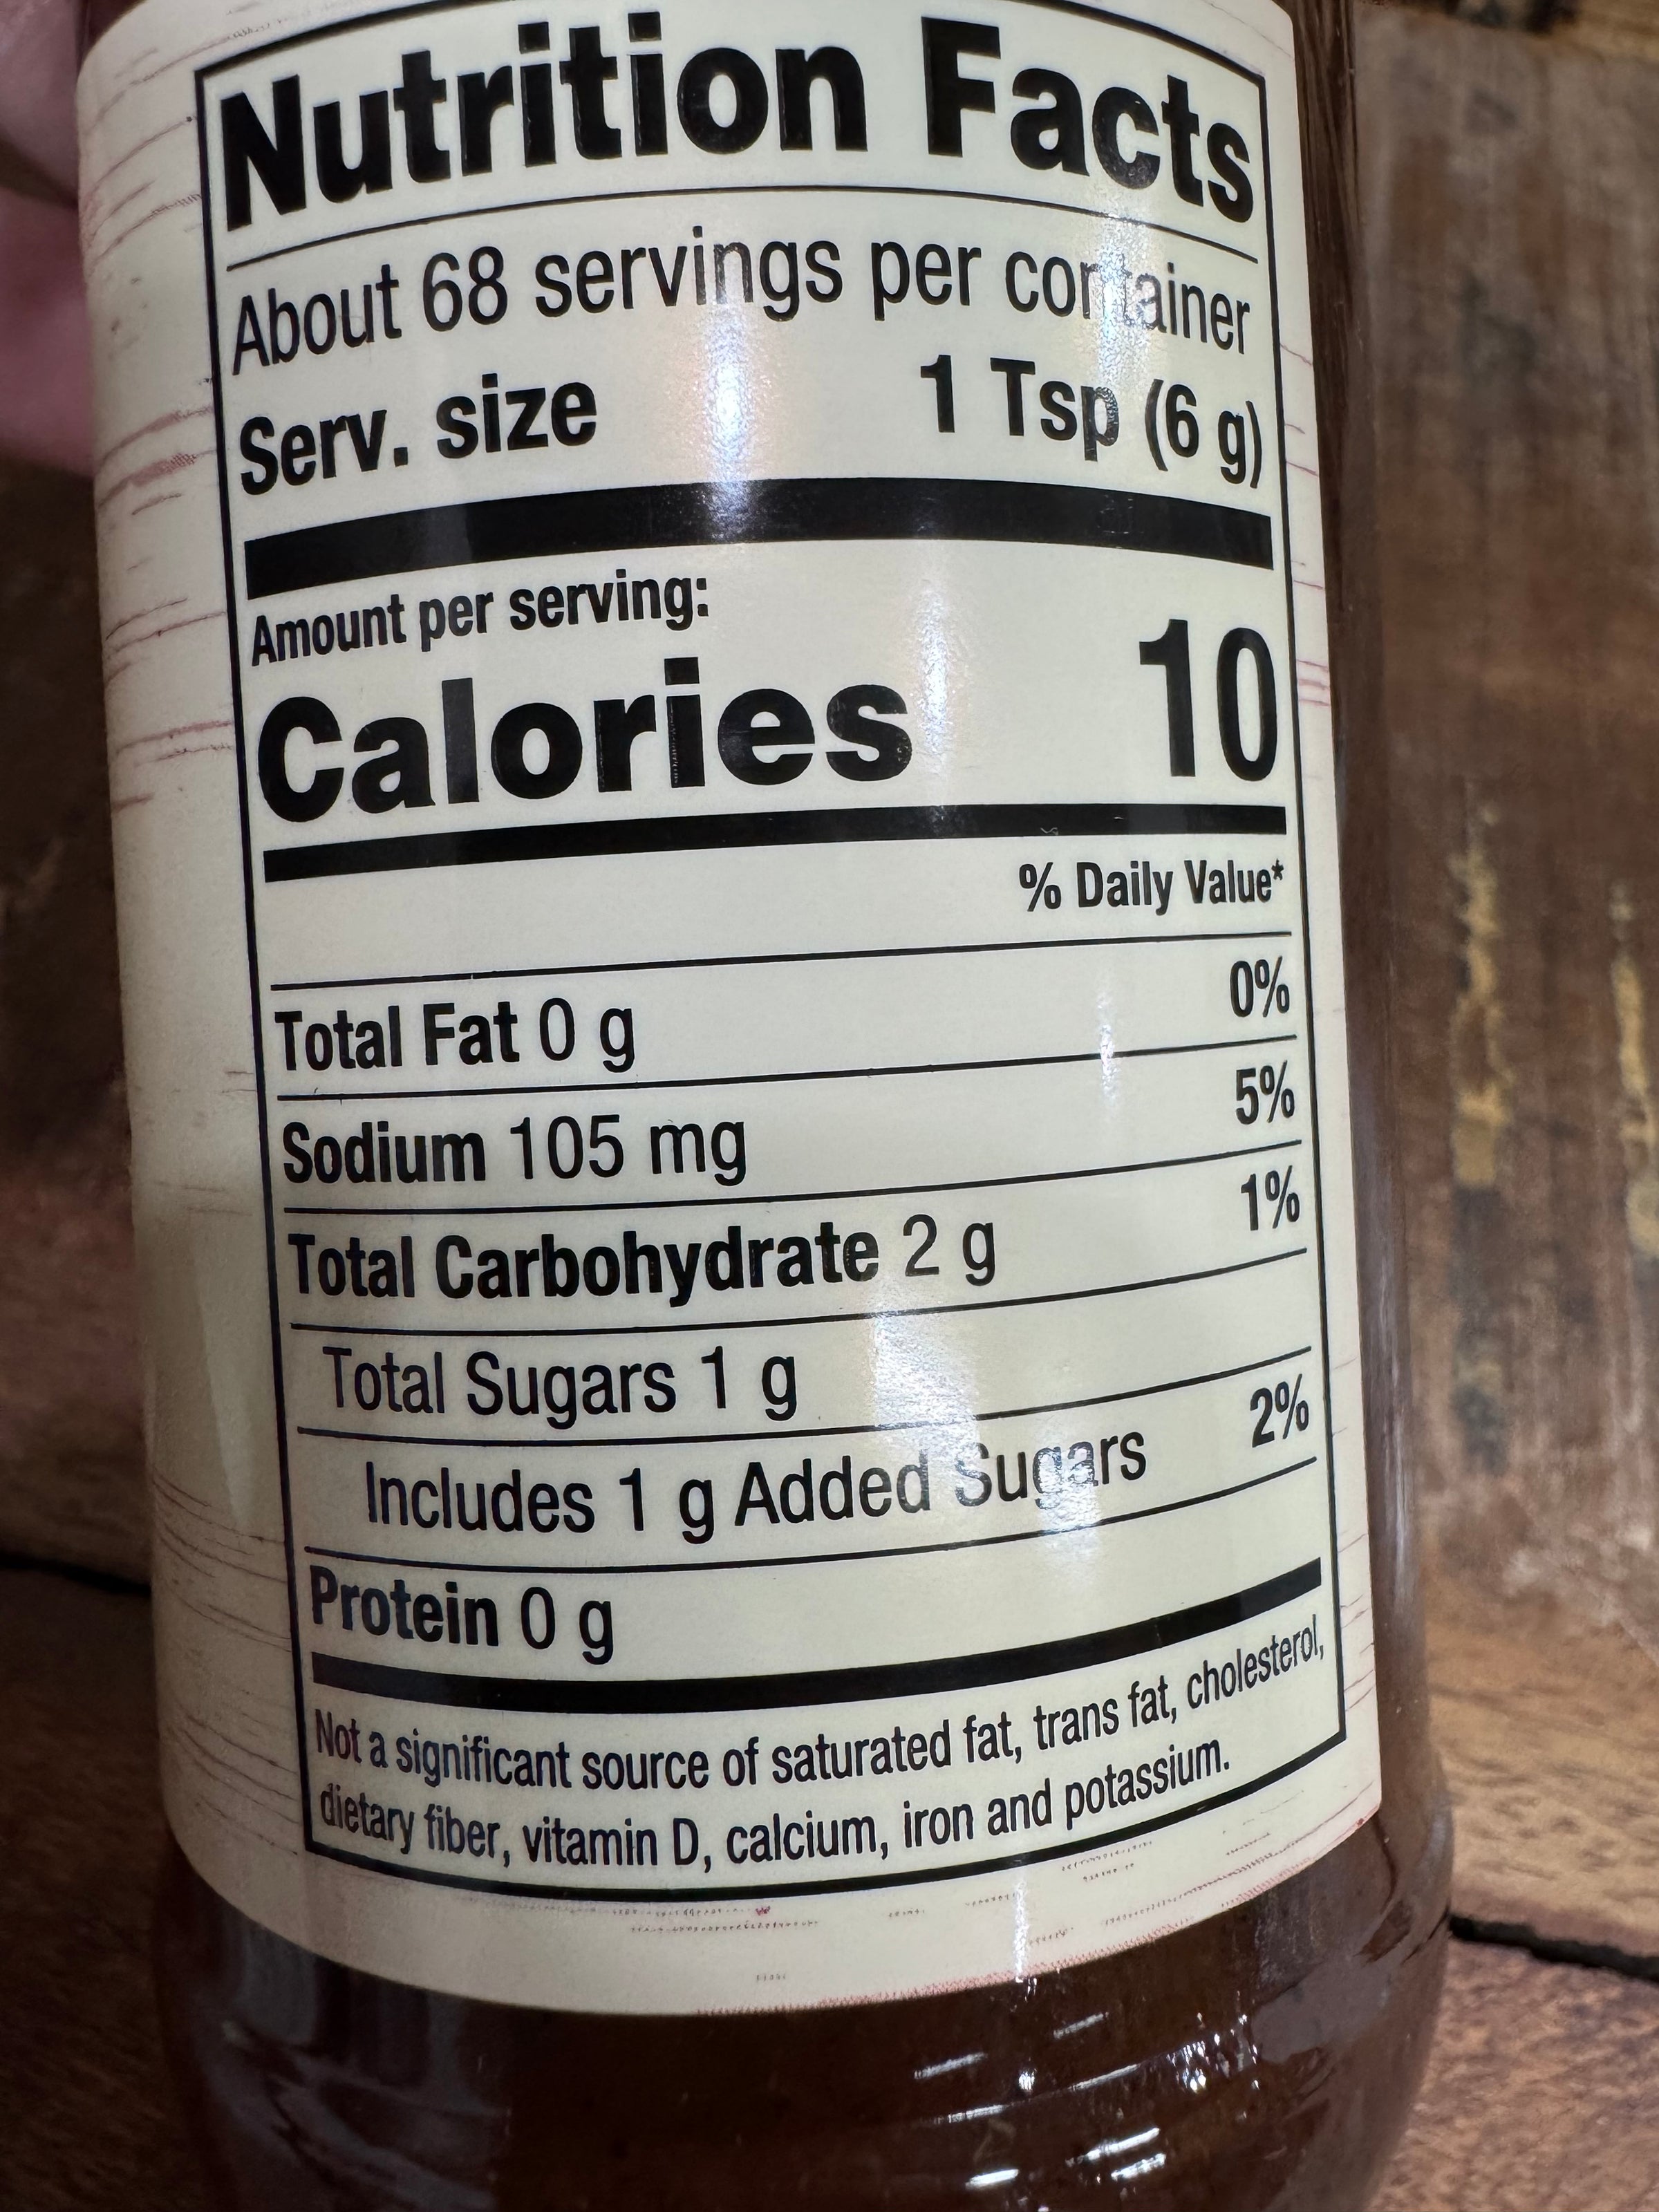 Nutrition Facts
About 68 servings per container
Serv. size 1 Tsp (6 g)
Amount per serving:
Calories 10
% Daily Value*
Total Fat 0 g 0%
Sodium 105 mg 5%
Total Carbohydrate 2 g 1%
Total Sugars 1 g
Includes 1 g Added Sugars 2%
Protein 0 g
Not a significant source of saturated fat, trans fat, cholesterol,
dietary fiber, vitamin D, calcium, iron and potassium.